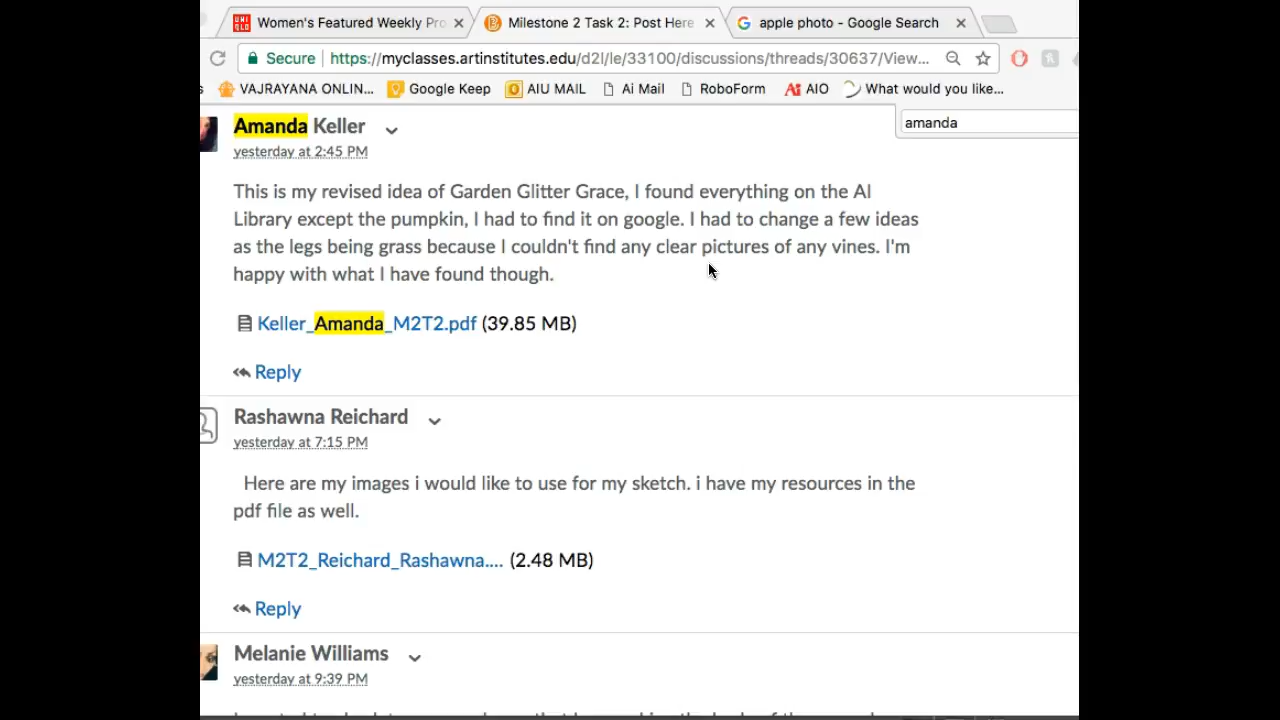 Women's Featured Weekly Pro
Milestone 2 Task 2: Post Here
apple photo - Google Search
Secure https://myclasses.artinstitutes.edu/d2l/le/33100/discussions/threads/30637/View...
s VAJRAYANA ONLIN... Google Keep AIU MAIL Ai Mail RoboForm AIO What would you like...
amanda
Amanda Keller
yesterday at 2:45 PM
This is my revised idea of Garden Glitter Grace, I found everything on the AI
Library except the pumpkin, I had to find it on google. I had to change a few ideas
as the legs being grass because I couldn't find any clear pictures of any vines. I'm
happy with what I have found though.
Keller_Amanda_M2T2.pdf (39.85 MB)
Reply
Rashawna Reichard
yesterday at 7:15 PM
Here are my images i would like to use for my sketch. i have my resources in the
pdf file as well.
M2T2_Reichard_Rashawna.... (2.48 MB)
Reply
Melanie Williams
yesterday at 9:39 PM